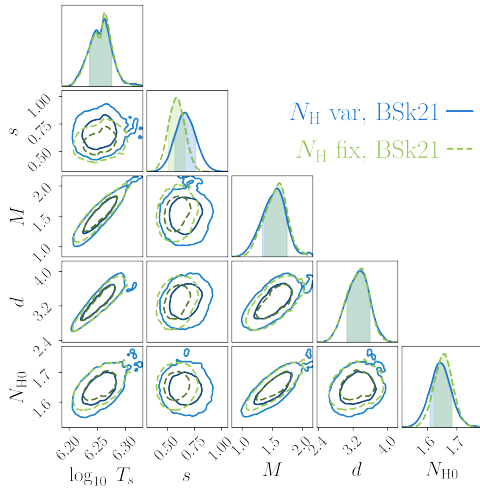 1.00
0.75
0.50
s
N_H var, BSk21
N_H fix, BSk21
2.0
1.5
1.0
M
4.0
3.2
2.4
d
1.7
1.6
N_H0
6.20 6.25 6.30 0.50 0.75 1.00 1.0 1.5 2.0 2.4 3.2 4.0 1.6 1.7
log₁₀ T_s s M d N_H0